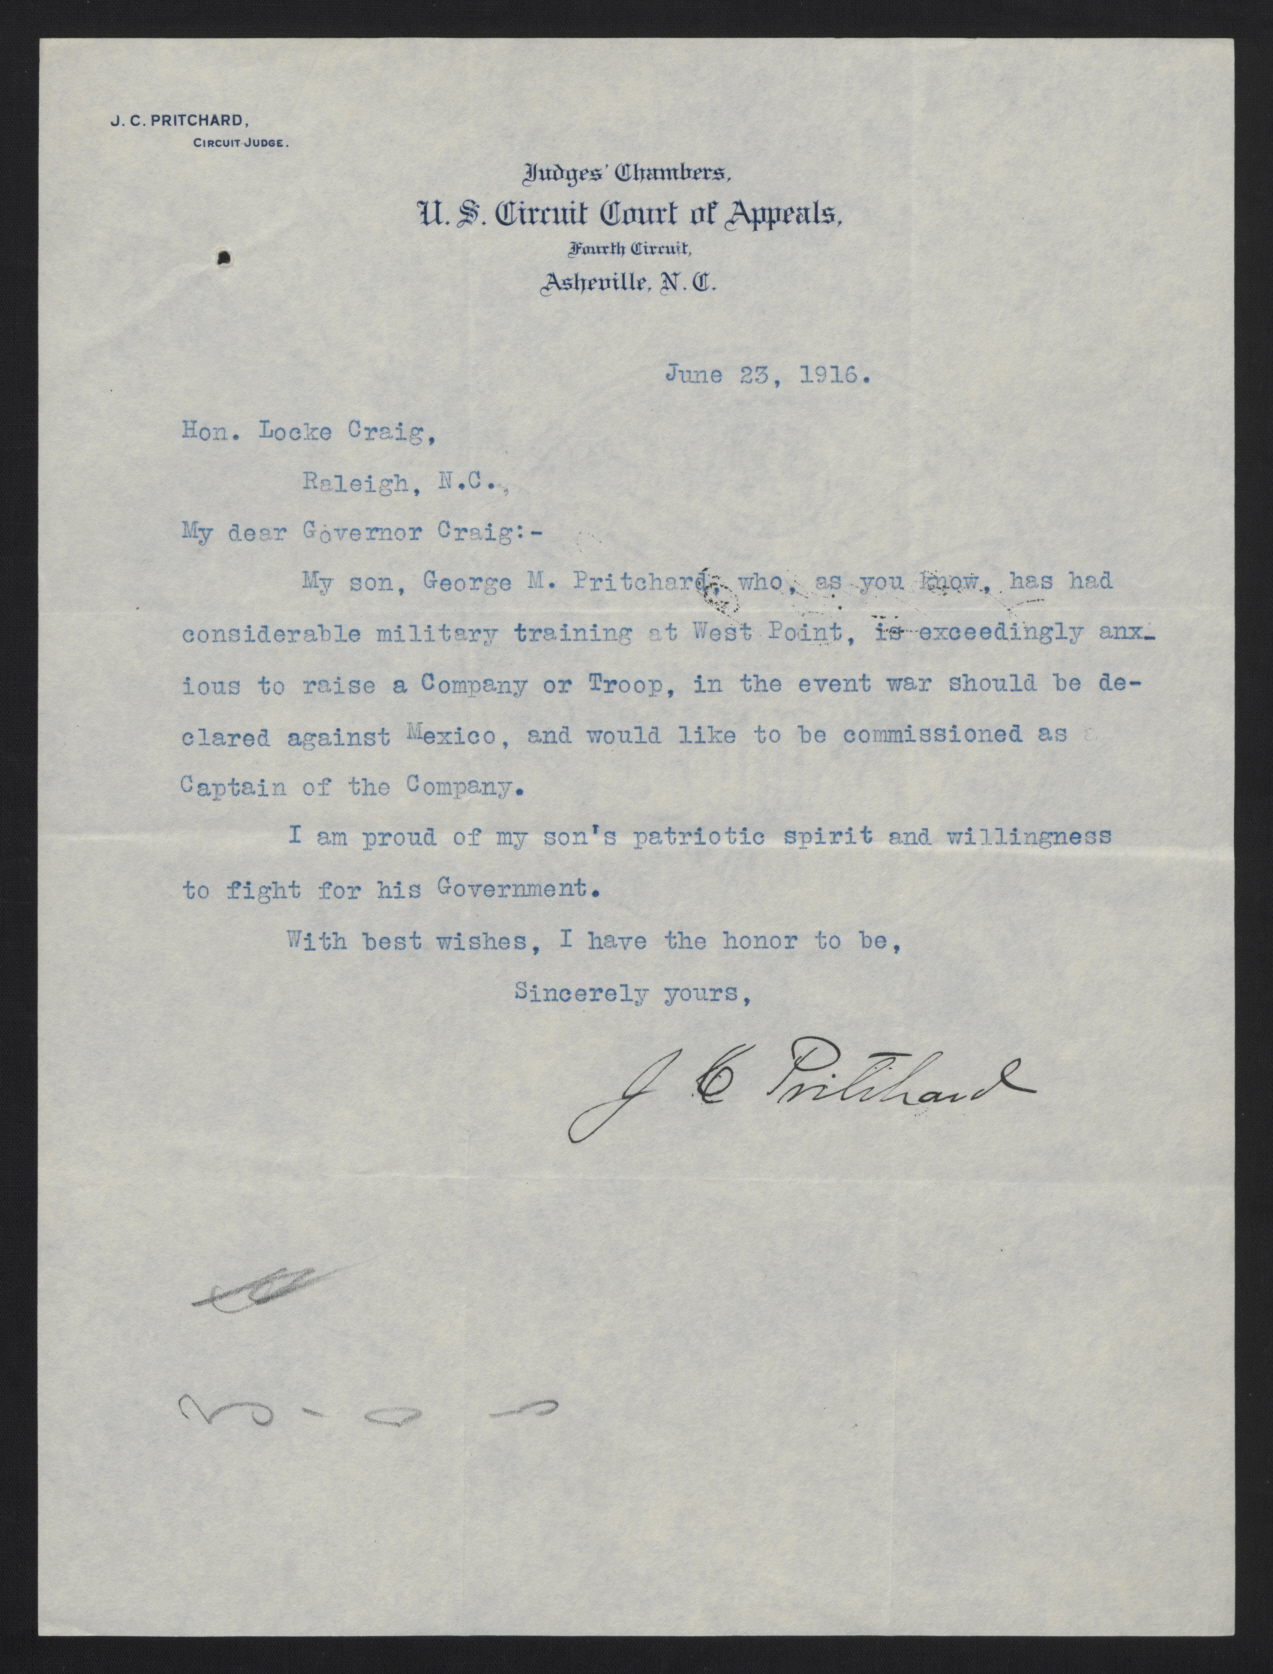 J. C. PRITCHARD,
CIRCUIT JUDGE.
Judges' Chambers,
U. S. Circuit Court of Appeals,
Fourth Circuit,
Asheville, N. C.
June 23, 1916.
Hon. Locke Craig,
Raleigh, N.C.,
My dear Governor Craig:-
My son, George M. Pritchard, who, as you know, has had
considerable military training at West Point, is exceedingly anx-
ious to raise a Company or Troop, in the event war should be de-
clared against Mexico, and would like to be commissioned as a
Captain of the Company.
I am proud of my son's patriotic spirit and willingness
to fight for his Government.
With best wishes, I have the honor to be,
Sincerely yours,
J C Pritchard